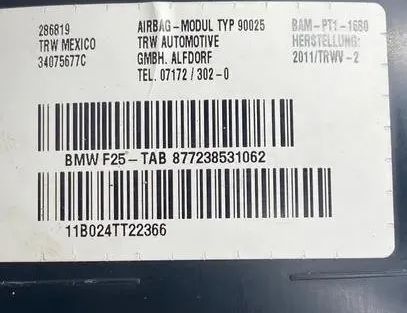 286819
TRW MEXICO
34075677C
AIRBAG-MODUL TYP 90025
TRW AUTOMOTIVE
GMBH. ALFDORF
TEL. 07172/302-0
BAM-PT1-1680
HERSTELLUNG:
2011/TRWV-2
BMW F25-TAB 877238531062
11B024TT22366